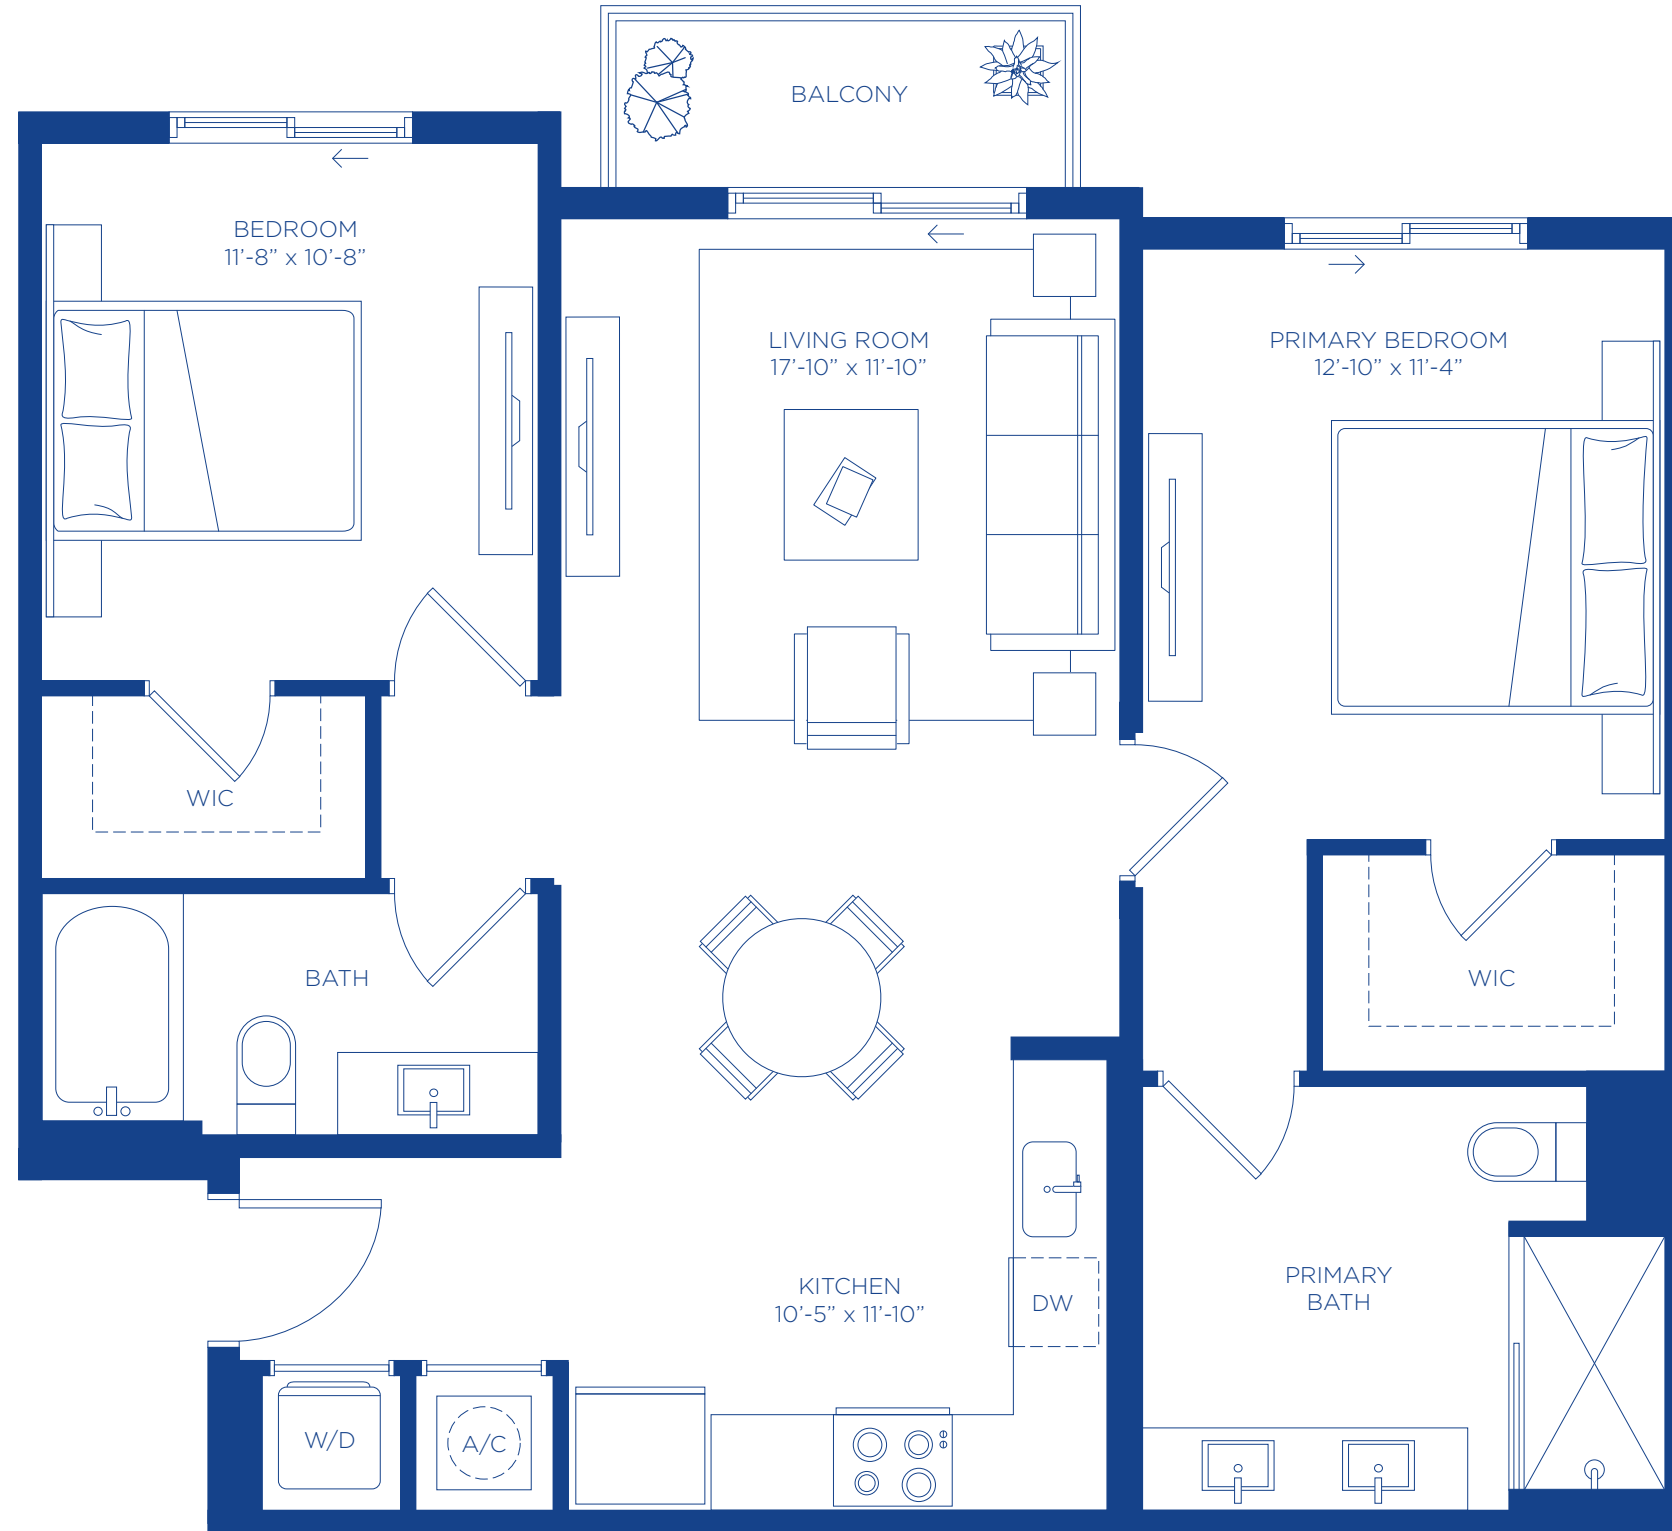 BALCONY
BEDROOM
11’-8” x 10’-8”
LIVING ROOM
17’-10” x 11’-10”
PRIMARY BEDROOM
12’-10” x 11’-4”
WIC
BATH
WIC
KITCHEN
10’-5” x 11’-10”
DW
PRIMARY
BATH
W/D
A/C